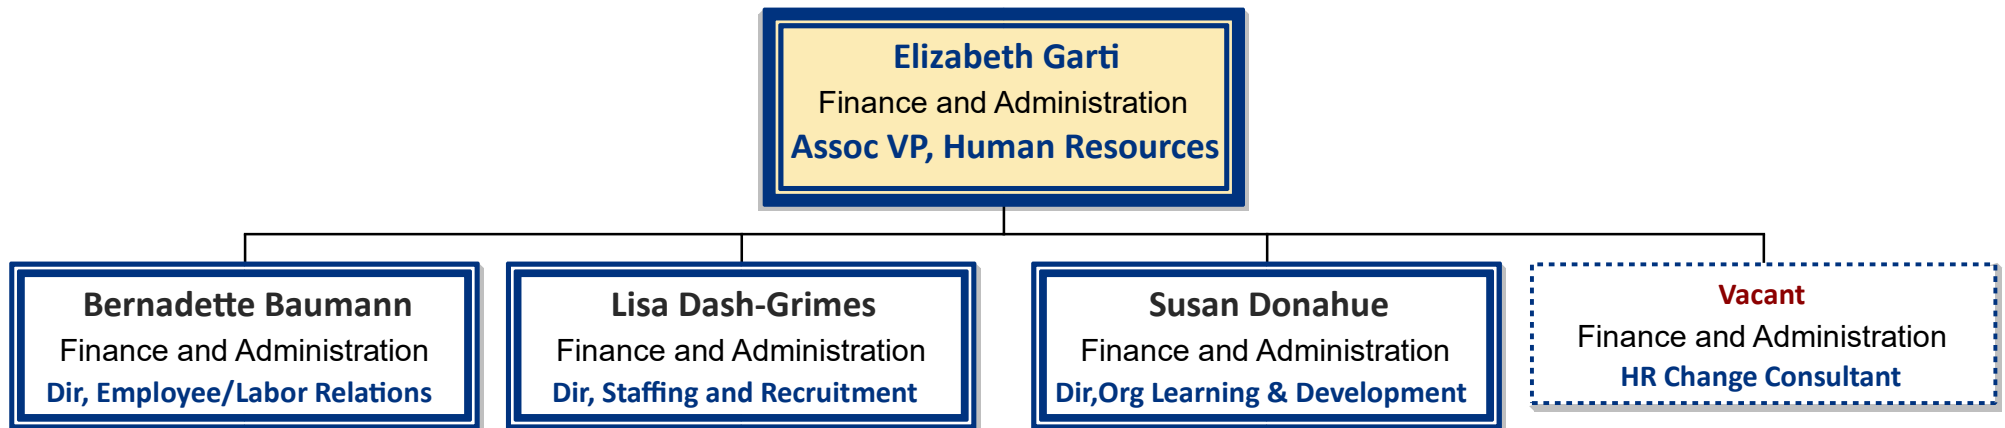 Elizabeth Garti
Finance and Administration
Assoc VP, Human Resources
Bernadette Baumann
Finance and Administration
Dir, Employee/Labor Relations
Lisa Dash-Grimes
Finance and Administration
Dir, Staffing and Recruitment
Susan Donahue
Finance and Administration
Dir,Org Learning & Development
Vacant
Finance and Administration
HR Change Consultant